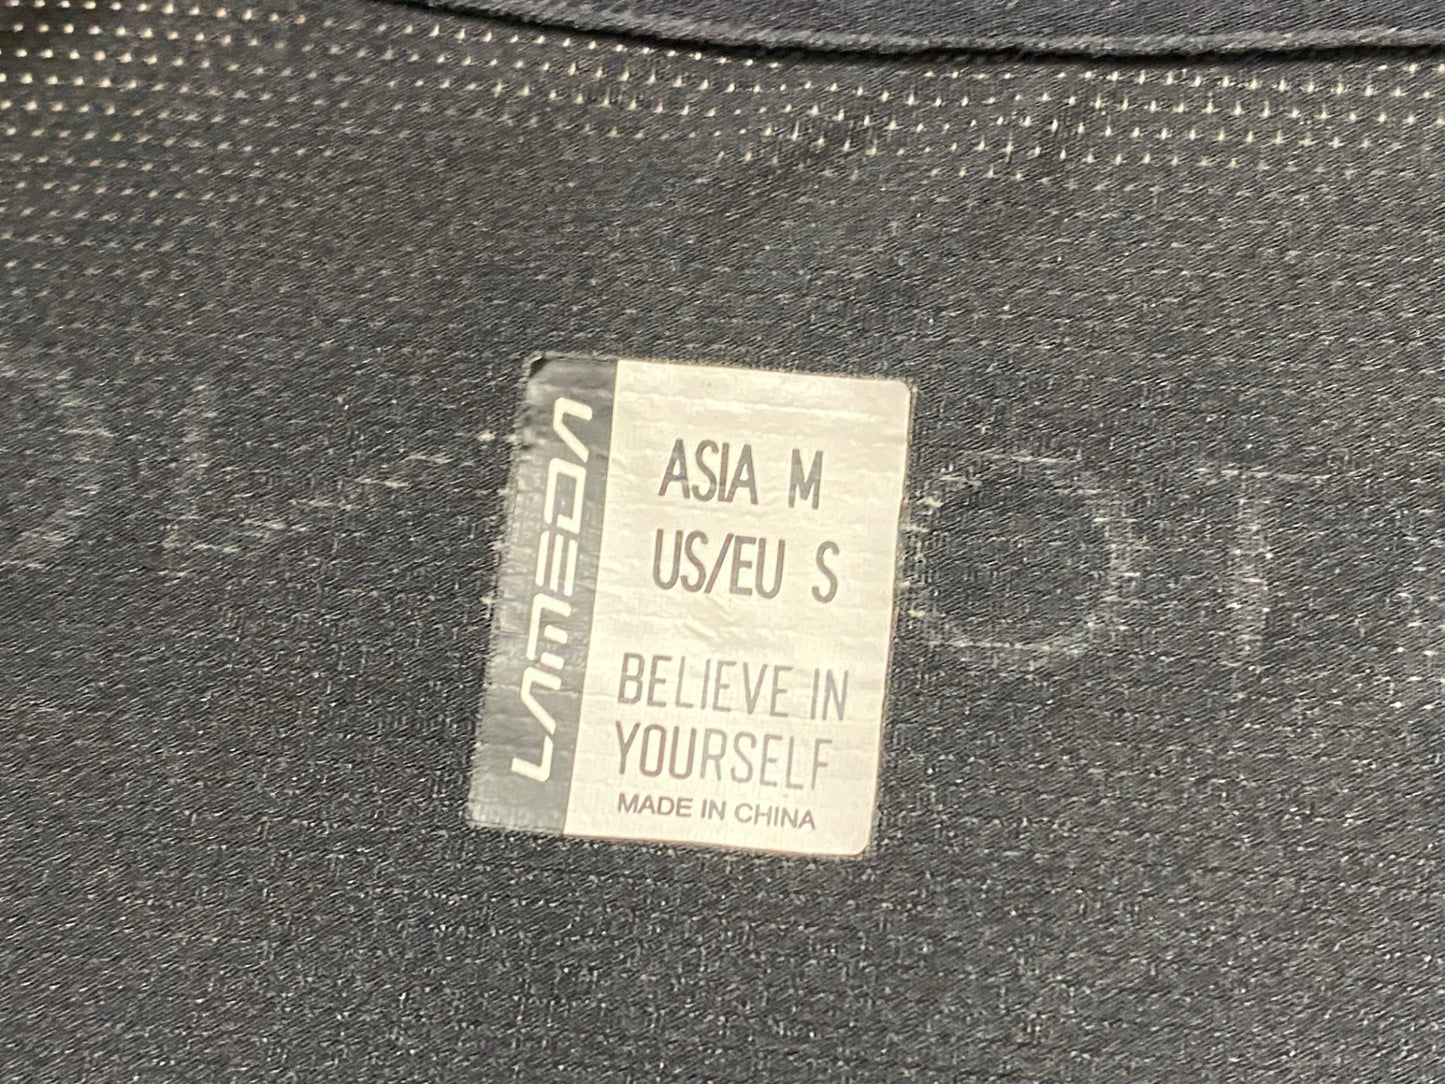 LAMEDA
ASIA M
US/EU S
BELIEVE IN
YOURSELF
MADE IN CHINA